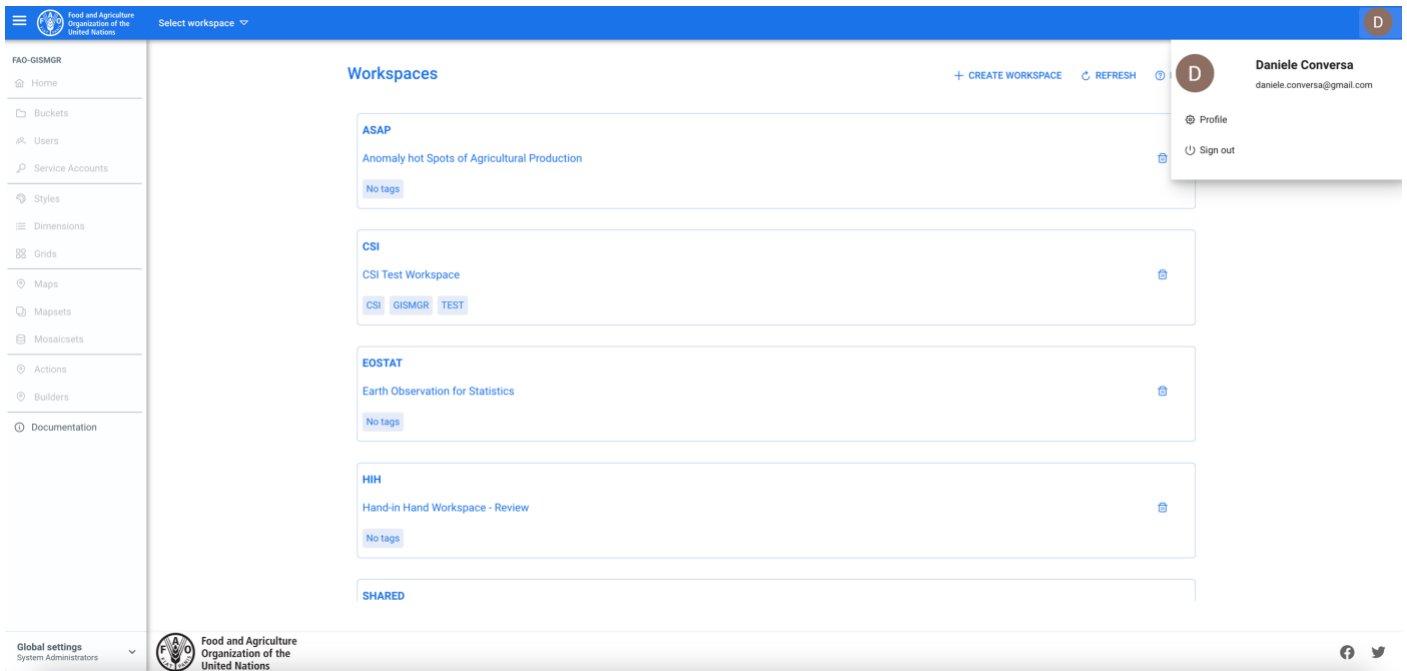 Food and Agriculture
Organization of the
United Nations
Select workspace
D
FAO-GISMGR
Home
Buckets
Users
Service Accounts
Styles
Dimensions
Grids
Maps
Mapsets
Mosaicsets
Actions
Builders
Documentation
Global settings
System Administrators
Workspaces
CREATE WORKSPACE
REFRESH
D
Daniele Conversa
daniele.conversa@gmail.com
Profile
Sign out
ASAP
Anomaly hot Spots of Agricultural Production
No tags
CSI
CSI Test Workspace
CSI GISMGR TEST
EOSTAT
Earth Observation for Statistics
No tags
HIH
Hand-in Hand Workspace - Review
No tags
SHARED
Food and Agriculture
Organization of the
United Nations